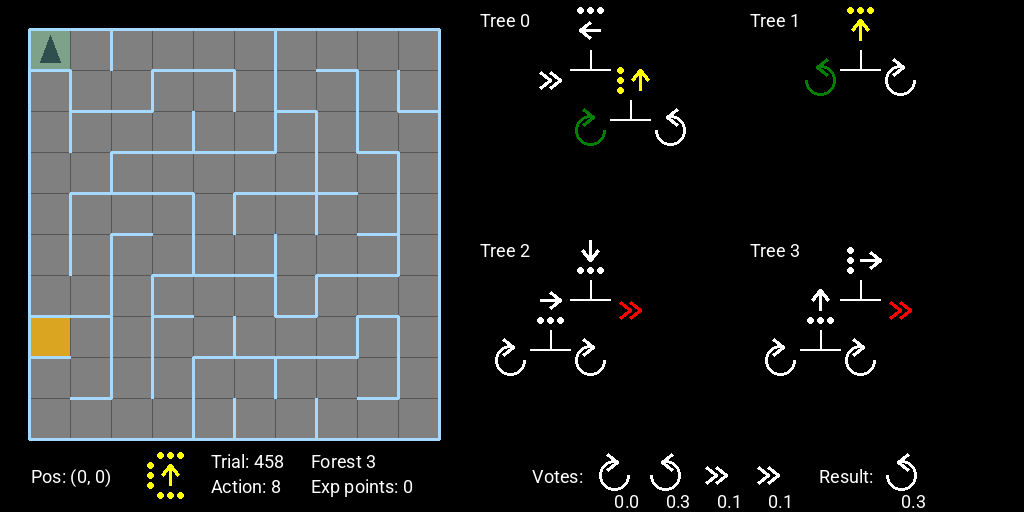 Tree 0
Tree 1
Tree 2
Tree 3
Pos: (0, 0)
Trial: 458
Forest 3
Action: 8
Exp points: 0
Votes:
0.0
0.3
0.1
0.1
Result:
0.3